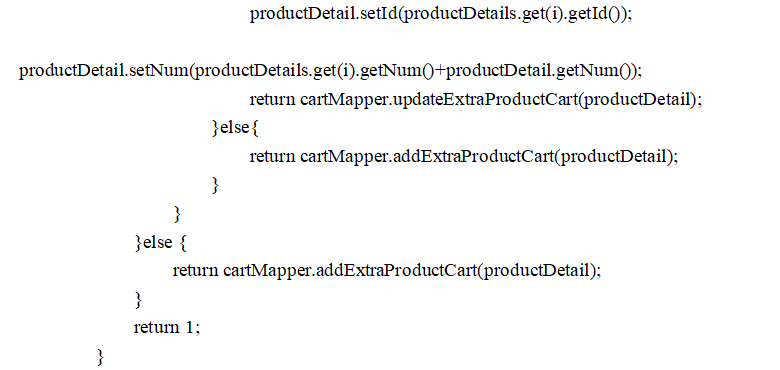 productDetail.setId(productDetails.get(i).getId());
productDetail.setNum(productDetails.get(i).getNum()+productDetail.getNum());
return cartMapper.updateExtraProductCart(productDetail);
}else{
return cartMapper.addExtraProductCart(productDetail);
}
}
}else {
return cartMapper.addExtraProductCart(productDetail);
}
return 1;
}